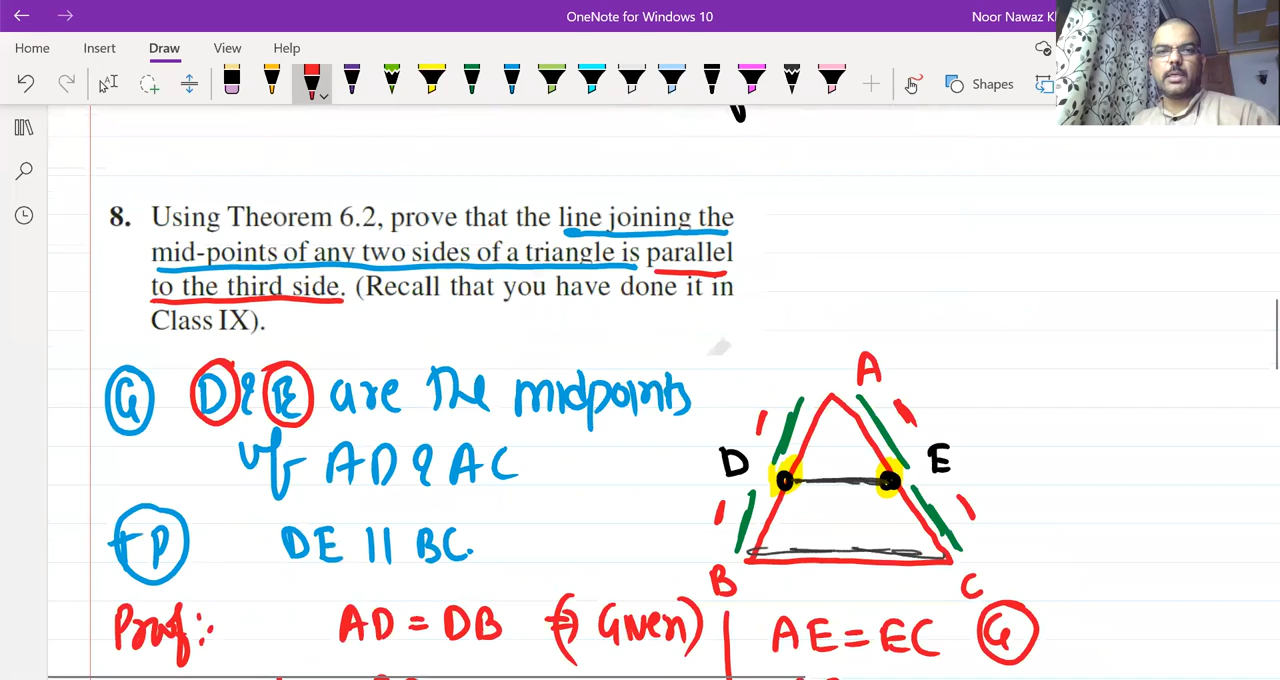 OneNote for Windows 10
Noor Nawaz
Home Insert Draw View Help
Shapes
8. Using Theorem 6.2, prove that the line joining the
mid-points of any two sides of a triangle is parallel
to the third side. (Recall that you have done it in
Class IX).
G D & E are the midpoints
of AD & AC
TP DE || BC.
A
D E
B C
Proof: AD = DB (Given) AE = EC G